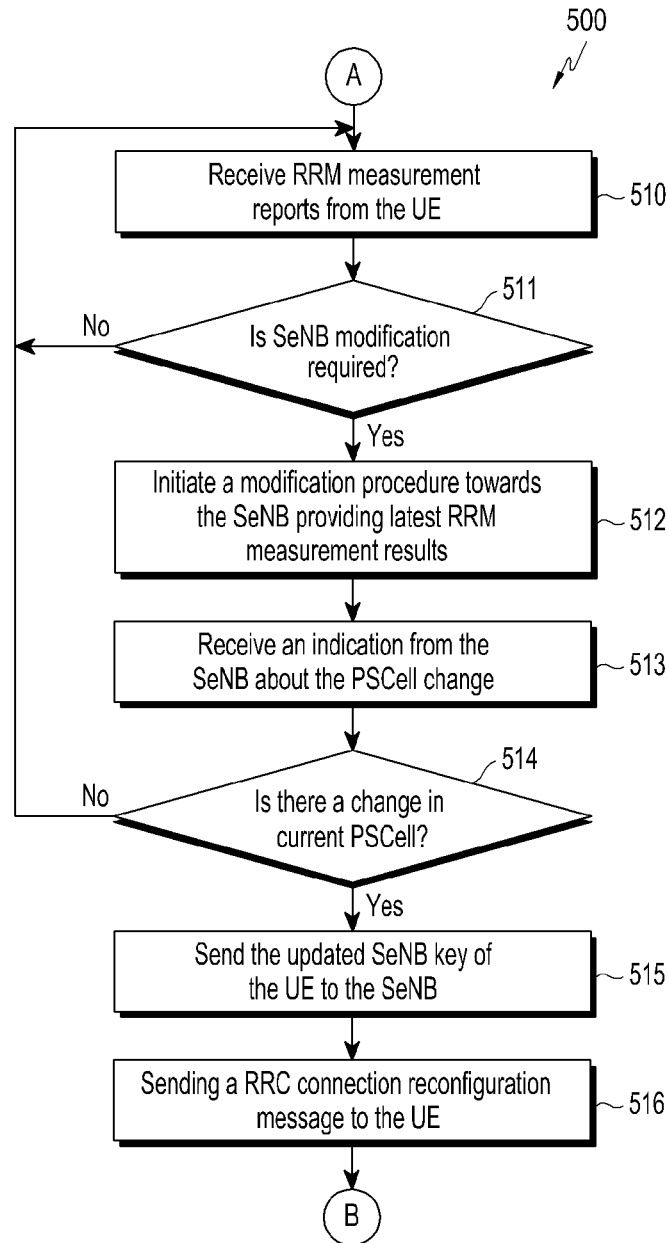 500
A
Receive RRM measurement
reports from the UE
510
511
No
Is SeNB modification
required?
Yes
Initiate a modification procedure towards
the SeNB providing latest RRM
measurement results
512
Receive an indication from the
SeNB about the PSCell change
513
514
No
Is there a change in
current PSCell?
Yes
Send the updated SeNB key of
the UE to the SeNB
515
Sending a RRC connection reconfiguration
message to the UE
516
B